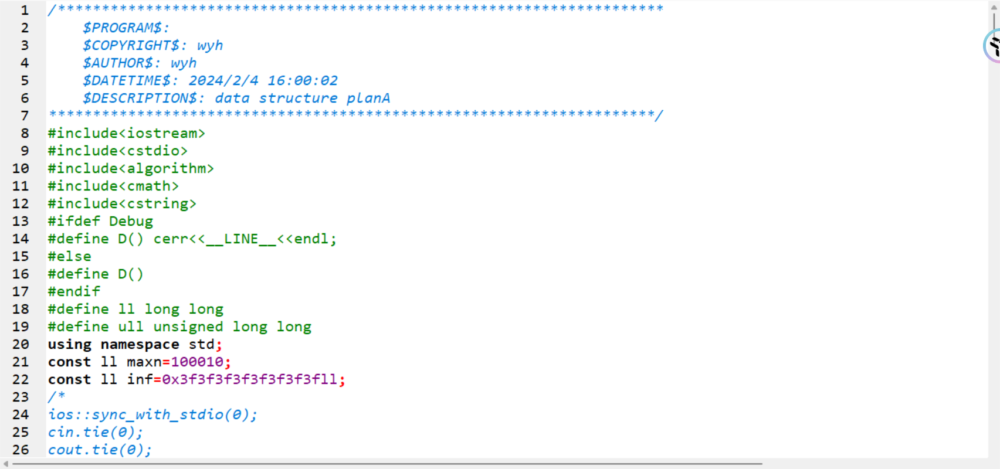 1 /*********************************************************************
2     $PROGRAM$:
3     $COPYRIGHT$: wyh
4     $AUTHOR$: wyh
5     $DATETIME$: 2024/2/4 16:00:02
6     $DESCRIPTION$: data structure planA
7 *********************************************************************/
8 #include<iostream>
9 #include<cstdio>
10 #include<algorithm>
11 #include<cmath>
12 #include<cstring>
13 #ifdef Debug
14 #define D() cerr<<__LINE__<<endl;
15 #else
16 #define D()
17 #endif
18 #define ll long long
19 #define ull unsigned long long
20 using namespace std;
21 const ll maxn=100010;
22 const ll inf=0x3f3f3f3f3f3f3f3fll;
23 /*
24 ios::sync_with_stdio(0);
25 cin.tie(0);
26 cout.tie(0);